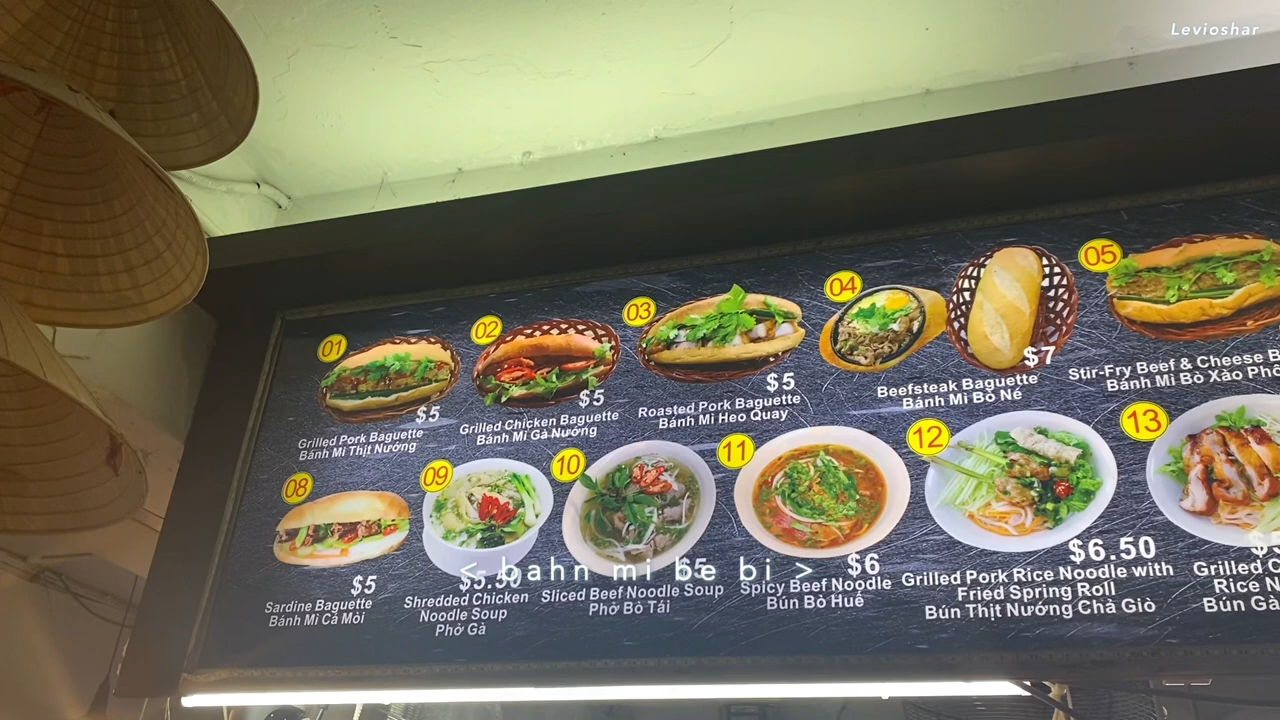 Levioshar
01
$5
Grilled Pork Baguette
Bánh Mì Thịt Nướng
02
$5
Grilled Chicken Baguette
Bánh Mì Gà Nướng
03
$5
Roasted Pork Baguette
Bánh Mì Heo Quay
04
$7
Beefsteak Baguette
Bánh Mì Bò Né
05
Stir-Fry Beef & Cheese B
Bánh Mì Bò Xào Phô
08
$5
Sardine Baguette
Bánh Mì Cá Mòi
09
$5.50
Shredded Chicken
Noodle Soup
Phở Gà
10
$5
Sliced Beef Noodle Soup
Phở Bò Tái
11
$6
Spicy Beef Noodle
Bún Bò Huế
12
$6.50
Grilled Pork Rice Noodle with
Fried Spring Roll
Bún Thịt Nướng Chả Giò
13
Grilled C
Rice N
Bún Gà
< bahn mi be bi >